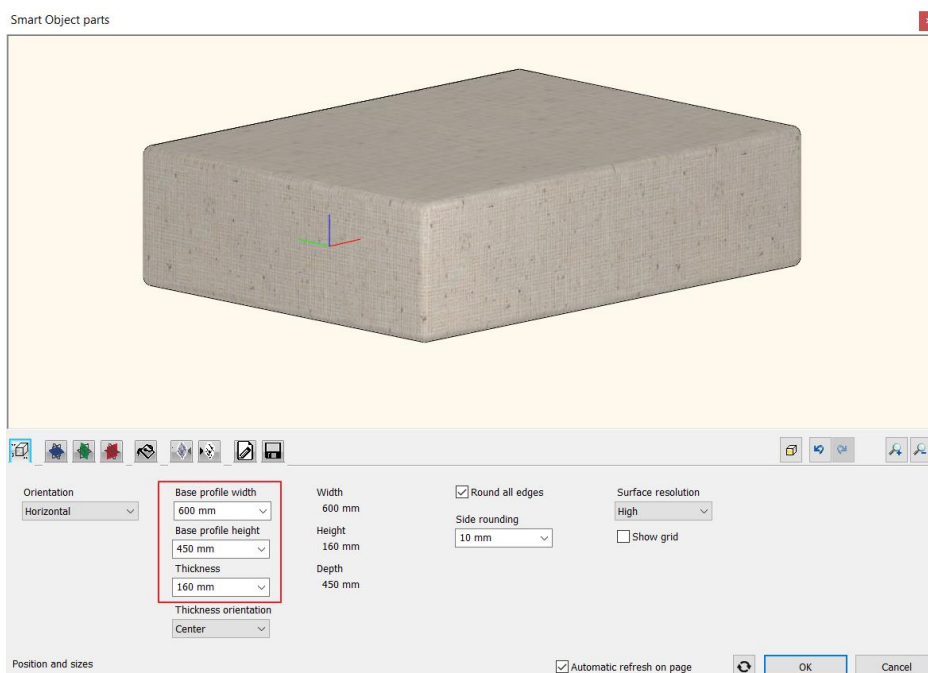 Smart Object parts
Orientation
Horizontal
Base profile width
600 mm
Base profile height
450 mm
Thickness
160 mm
Thickness orientation
Center
Width
600 mm
Height
160 mm
Depth
450 mm
Round all edges
Side rounding
10 mm
Surface resolution
High
Show grid
Position and sizes
Automatic refresh on page
OK
Cancel